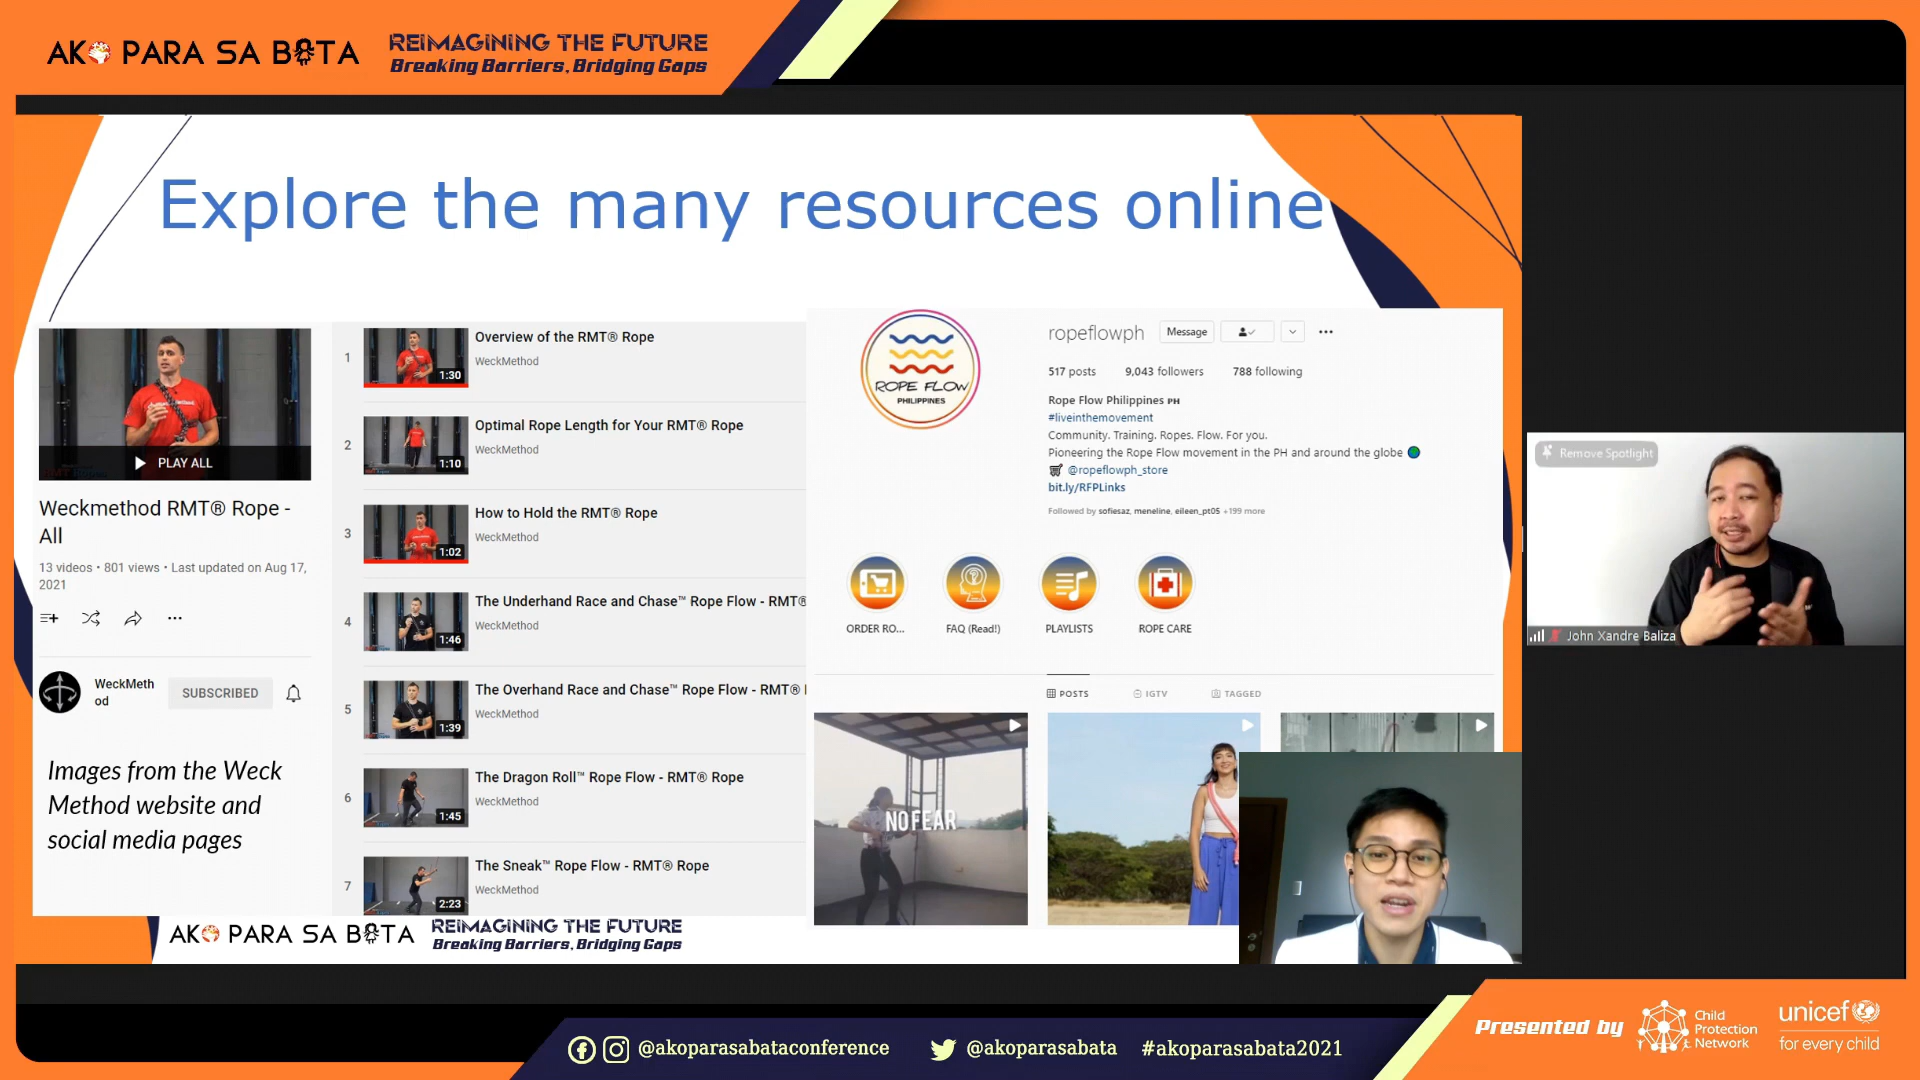 AKO PARA SA BATA
REIMAGINING THE FUTURE
Breaking Barriers, Bridging Gaps
Explore the many resources online
PLAY ALL
Weckmethod RMT® Rope -
All
13 videos • 801 views • Last updated on Aug 17,
2021
WeckMeth
od
SUBSCRIBED
Images from the Weck
Method website and
social media pages
1
1:30
Overview of the RMT® Rope
WeckMethod
2
1:10
Optimal Rope Length for Your RMT® Rope
WeckMethod
3
1:02
How to Hold the RMT® Rope
WeckMethod
4
1:46
The Underhand Race and Chase™ Rope Flow - RMT®
WeckMethod
5
1:39
The Overhand Race and Chase™ Rope Flow - RMT®
WeckMethod
6
1:45
The Dragon Roll™ Rope Flow - RMT® Rope
WeckMethod
7
2:23
The Sneak™ Rope Flow - RMT® Rope
WeckMethod
ROPE FLOW
PHILIPPINES
ropeflowph
Message
517 posts 9,043 followers 788 following
Rope Flow Philippines PH
#liveinthemovement
Community. Training. Ropes. Flow. For you.
Pioneering the Rope Flow movement in the PH and around the globe
@ropeflowph_store
bit.ly/RFPLinks
Followed by sofiesaz, meneline, eileen_pt05 +199 more
ORDER RO...
FAQ (Read!)
PLAYLISTS
ROPE CARE
POSTS
IGTV
TAGGED
NO FEAR
Remove Spotlight
John Xandre Baliza
AKO PARA SA BATA
REIMAGINING THE FUTURE
Breaking Barriers, Bridging Gaps
@akoparasabataconference
@akoparasabata
#akoparasabata2021
Presented by
Child
Protection
Network
unicef
for every child